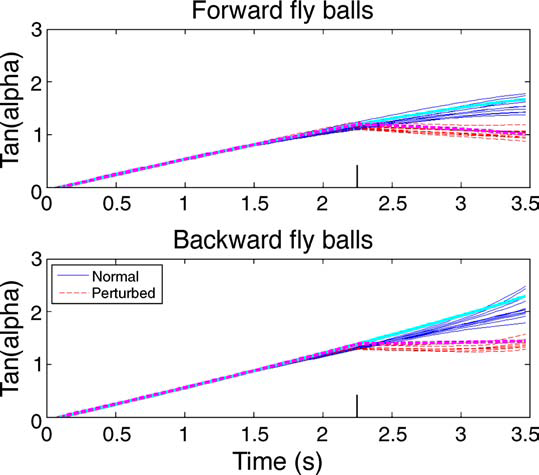 Forward fly balls
3
2
1
0
Tan(alpha)
0 0.5 1 1.5 2 2.5 3 3.5
Backward fly balls
3
2
1
0
Tan(alpha)
Normal
Perturbed
0 0.5 1 1.5 2 2.5 3 3.5
Time (s)